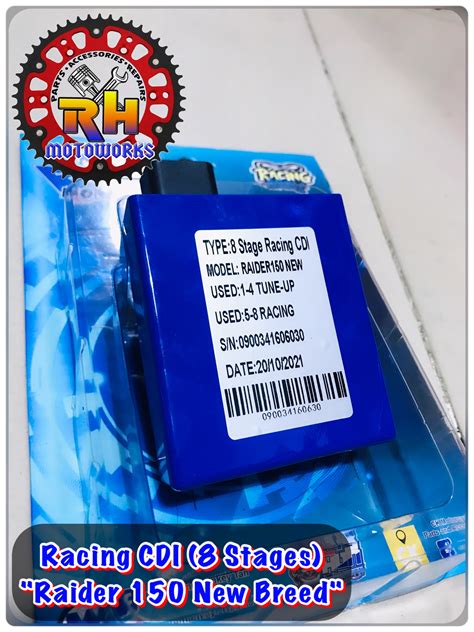 PARTS•ACCESSORIES•REPAIRS
RH
MOTOWORKS
RACING
TYPE:8 Stage Racing CDI
MODEL: RAIDER150 NEW
USED:1-4 TUNE-UP
USED:5-8 RACING
S/N:0900341606030
DATE:20/10/2021
090034160630
Racing CDI (8 Stages)
"Raider 150 New Breed"